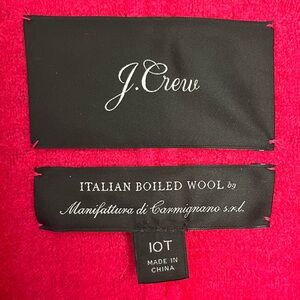 J.Crew
ITALIAN BOILED WOOL by
Manifattura di Carmignano s.r.l.
10T
MADE IN
CHINA